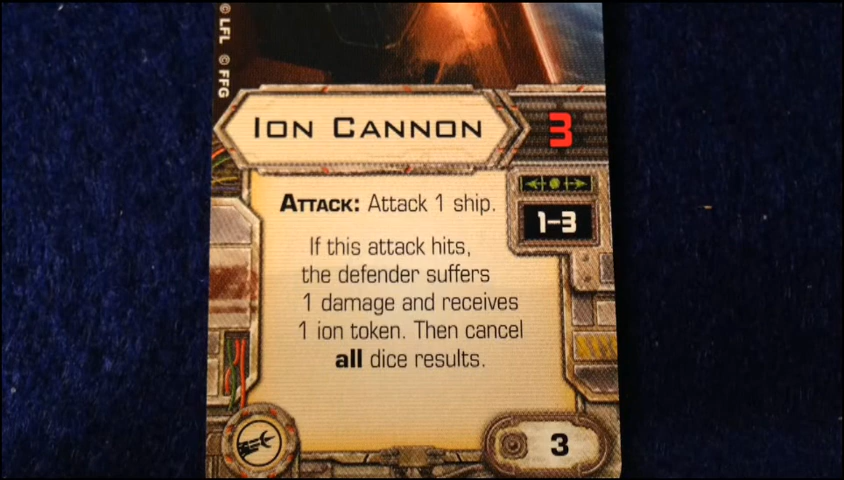 © LFL © FFG
ION CANNON
3
ATTACK: Attack 1 ship.
1–3
If this attack hits,
the defender suffers
1 damage and receives
1 ion token. Then cancel
all dice results.
3